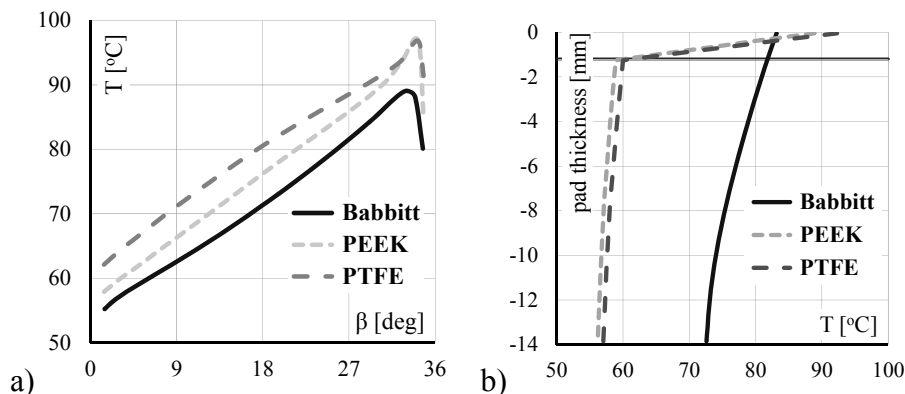 100
90
80
70
60
50
T [°C]
Babbitt
PEEK
PTFE
β [deg]
0
9
18
27
36
a)
0
-2
-4
-6
-8
-10
-12
-14
pad thickness [mm]
Babbitt
PEEK
PTFE
T [°C]
50
60
70
80
90
100
b)